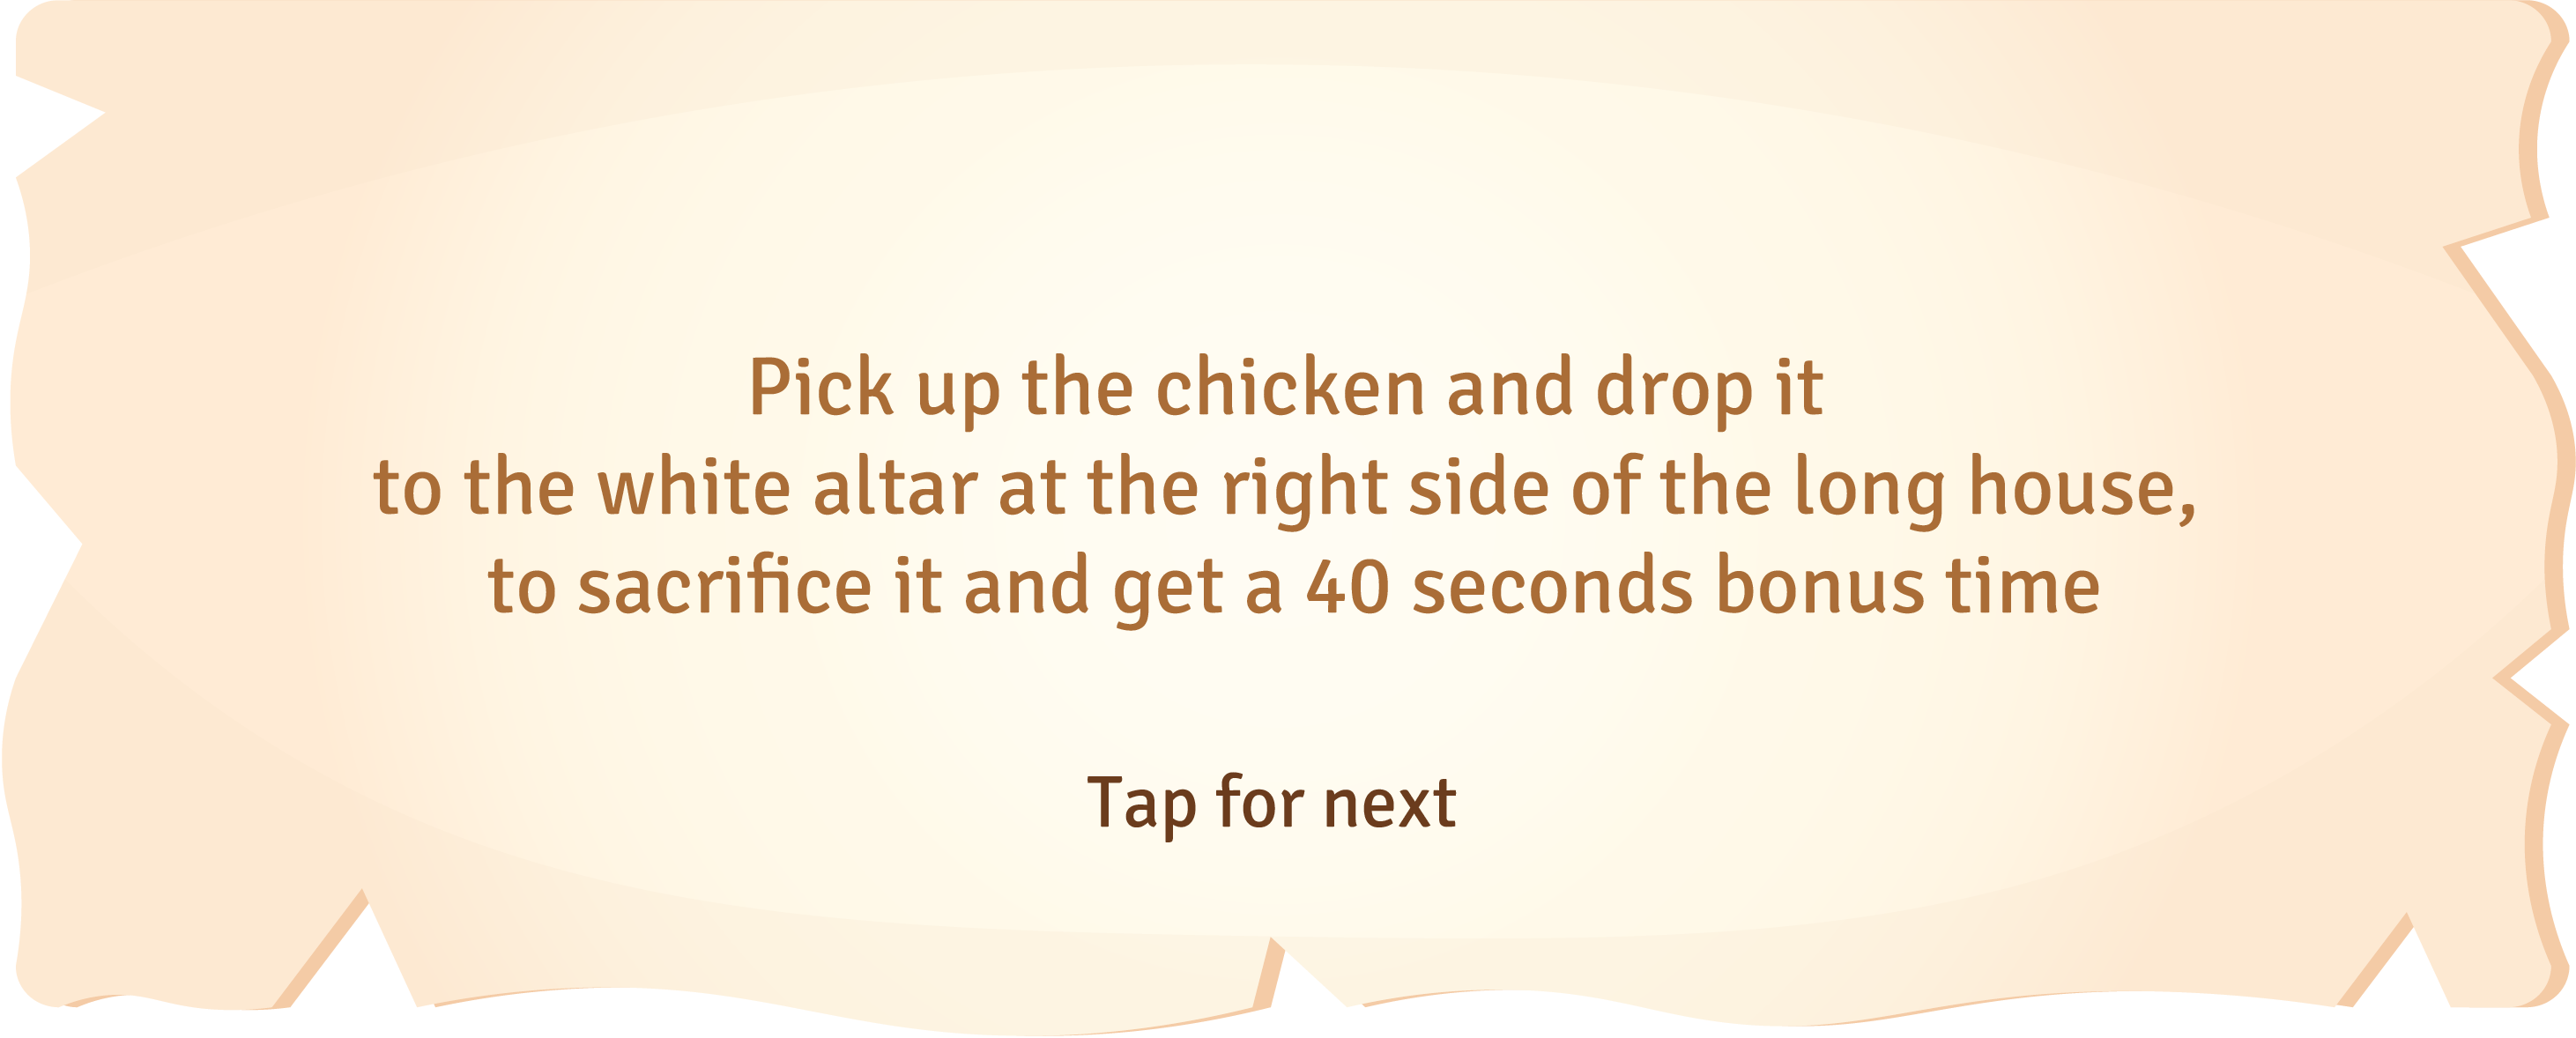 Pick up the chicken and drop it
to the white altar at the right side of the long house,
to sacrifice it and get a 40 seconds bonus time
Tap for next